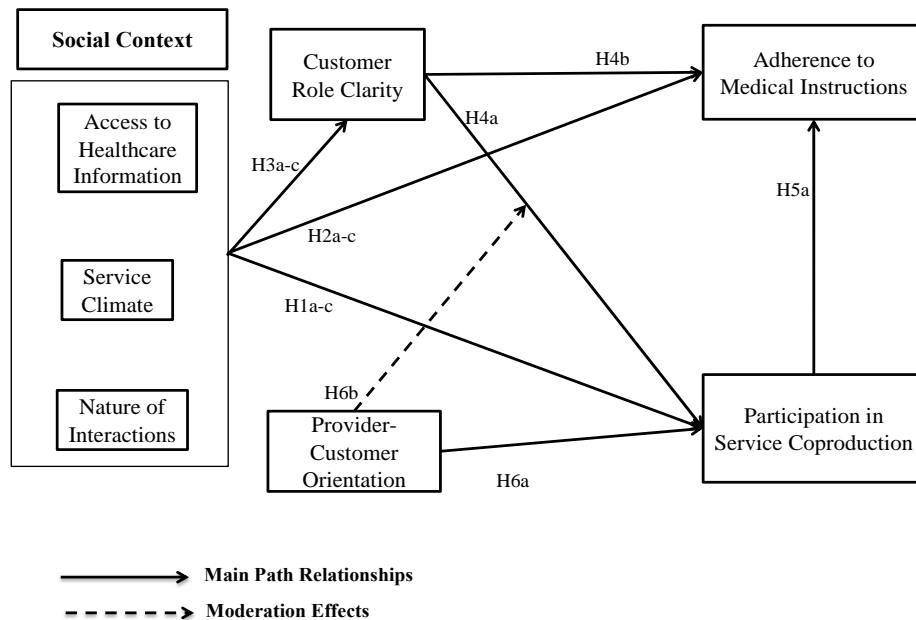 Social Context
Access to
Healthcare
Information
Service
Climate
Nature of
Interactions
Customer
Role Clarity
Provider-
Customer
Orientation
Adherence to
Medical Instructions
Participation in
Service Coproduction
H4b
H4a
H3a-c
H2a-c
H5a
H1a-c
H6b
H6a
Main Path Relationships
Moderation Effects